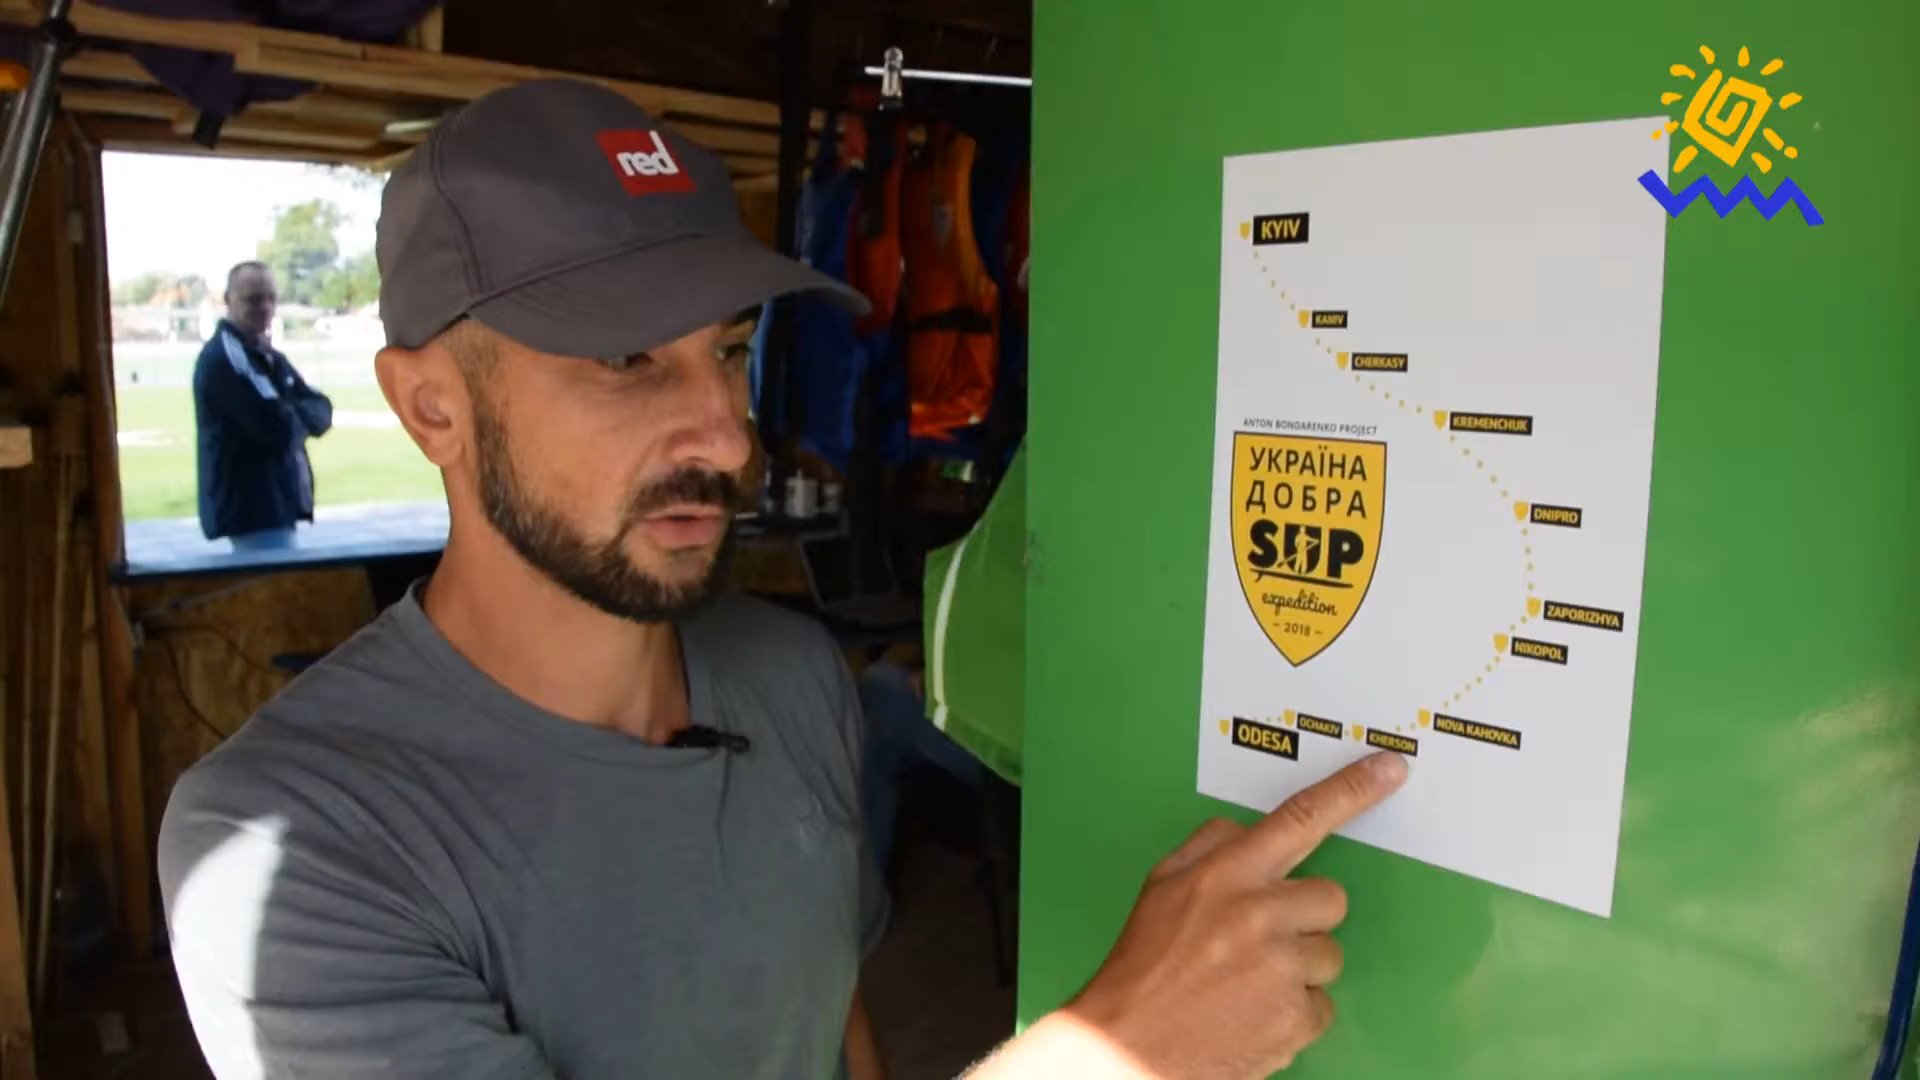 red
KYIV
KANIV
CHERKASY
KREMENCHUK
ANTON BONDARENKO PROJECT
УКРАЇНА
ДОБРА
SUP
expedition
- 2018 -
DNIPRO
ZAPORIZHYA
NIKOPOL
NOVA KAHOVKA
KHERSON
OCHAKIV
ODESA